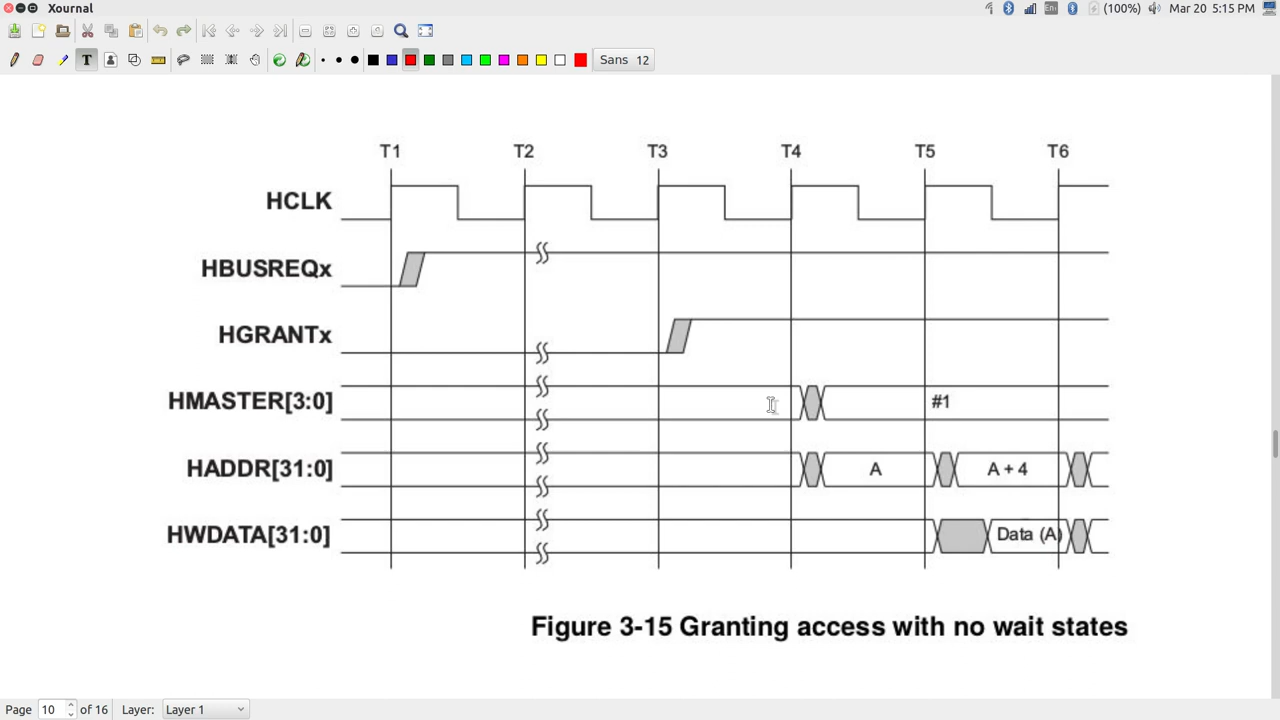 Xournal
En
(100%)
Mar 20 5:15 PM
T
Sans 12
T1 T2 T3 T4 T5 T6
HCLK
HBUSREQx
HGRANTx
HMASTER[3:0] #1
HADDR[31:0] A A + 4
HWDATA[31:0] Data (A)
Figure 3-15 Granting access with no wait states
Page 10 of 16 Layer: Layer 1